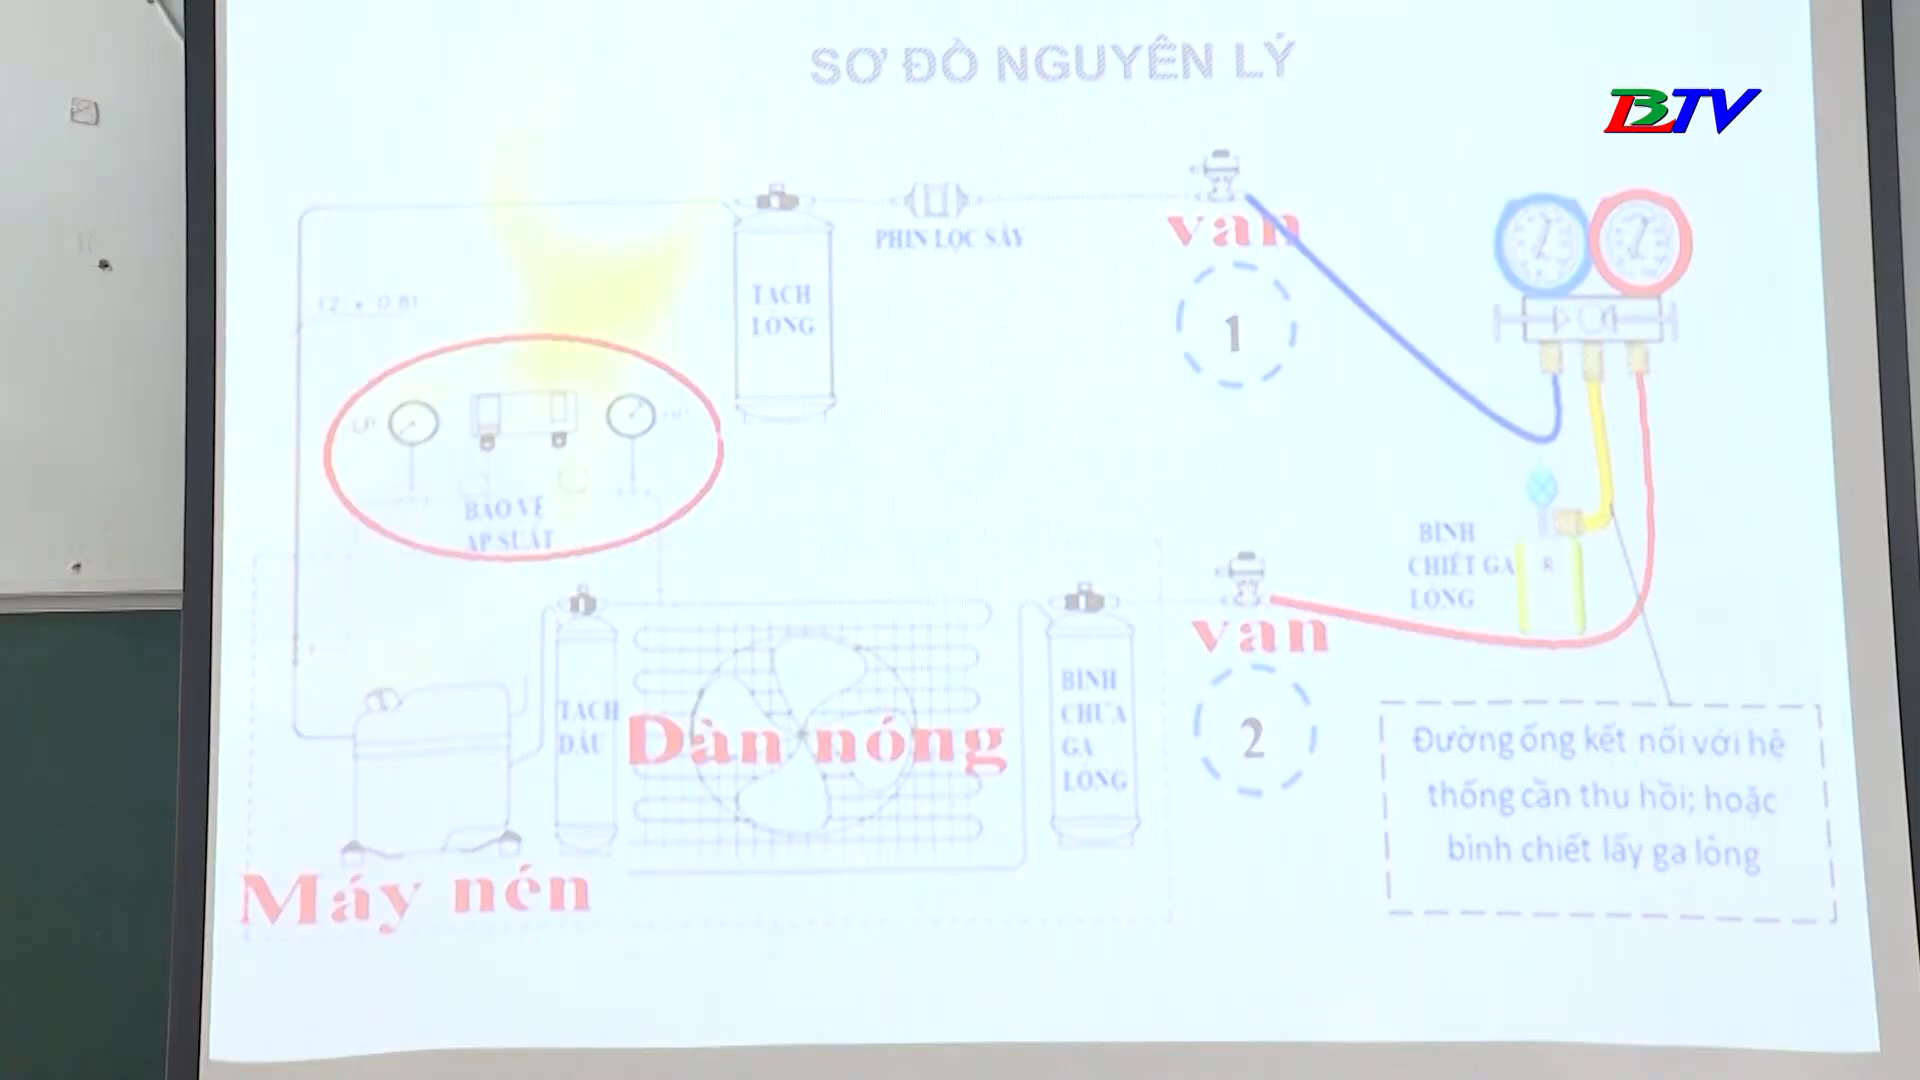 SƠ ĐỒ NGUYÊN LÝ
BTV
PHIN LỌC SẤY
van
1
TÁCH
LỎNG
BẢO VỆ
ÁP SUẤT
BÌNH
CHIẾT GA
LỎNG
R
van
2
TÁCH
DẦU
Dàn nóng
BÌNH
CHỨA
GA
LỎNG
Máy nén
Đường ống kết nối với hệ
thống cần thu hồi; hoặc
bình chiết lấy ga lỏng